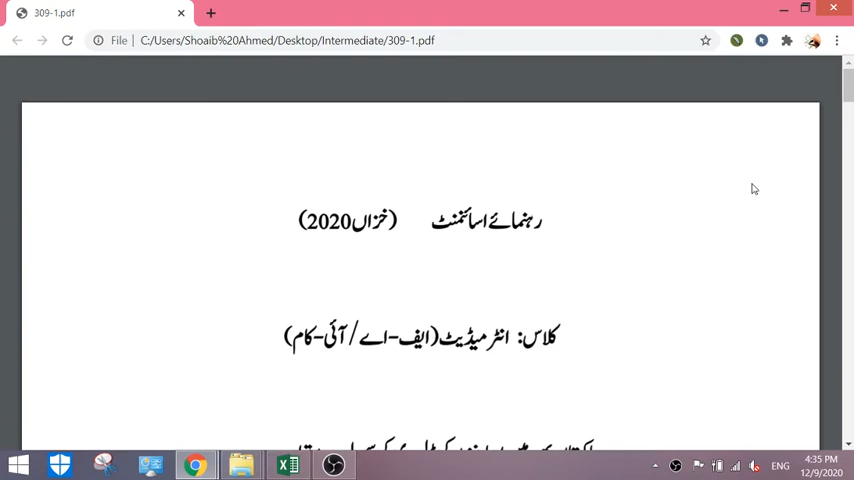 309-1.pdf
File | C:/Users/Shoaib%20Ahmed/Desktop/Intermediate/309-1.pdf
رہنمائے اسائنمنٹ (خزاں2020)
کلاس: انٹرمیڈیٹ(ایف-اے/آئی-کام)
ENG
4:35 PM
12/9/2020